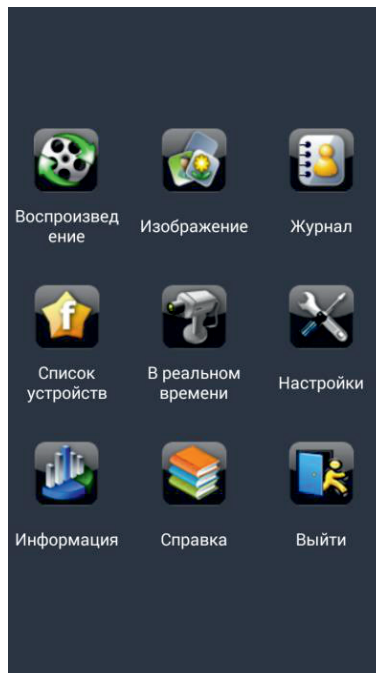 Воспроизвед
ение
Изображение
Журнал
Список
устройств
В реальном
времени
Настройки
f
Информация
Справка
Выйти